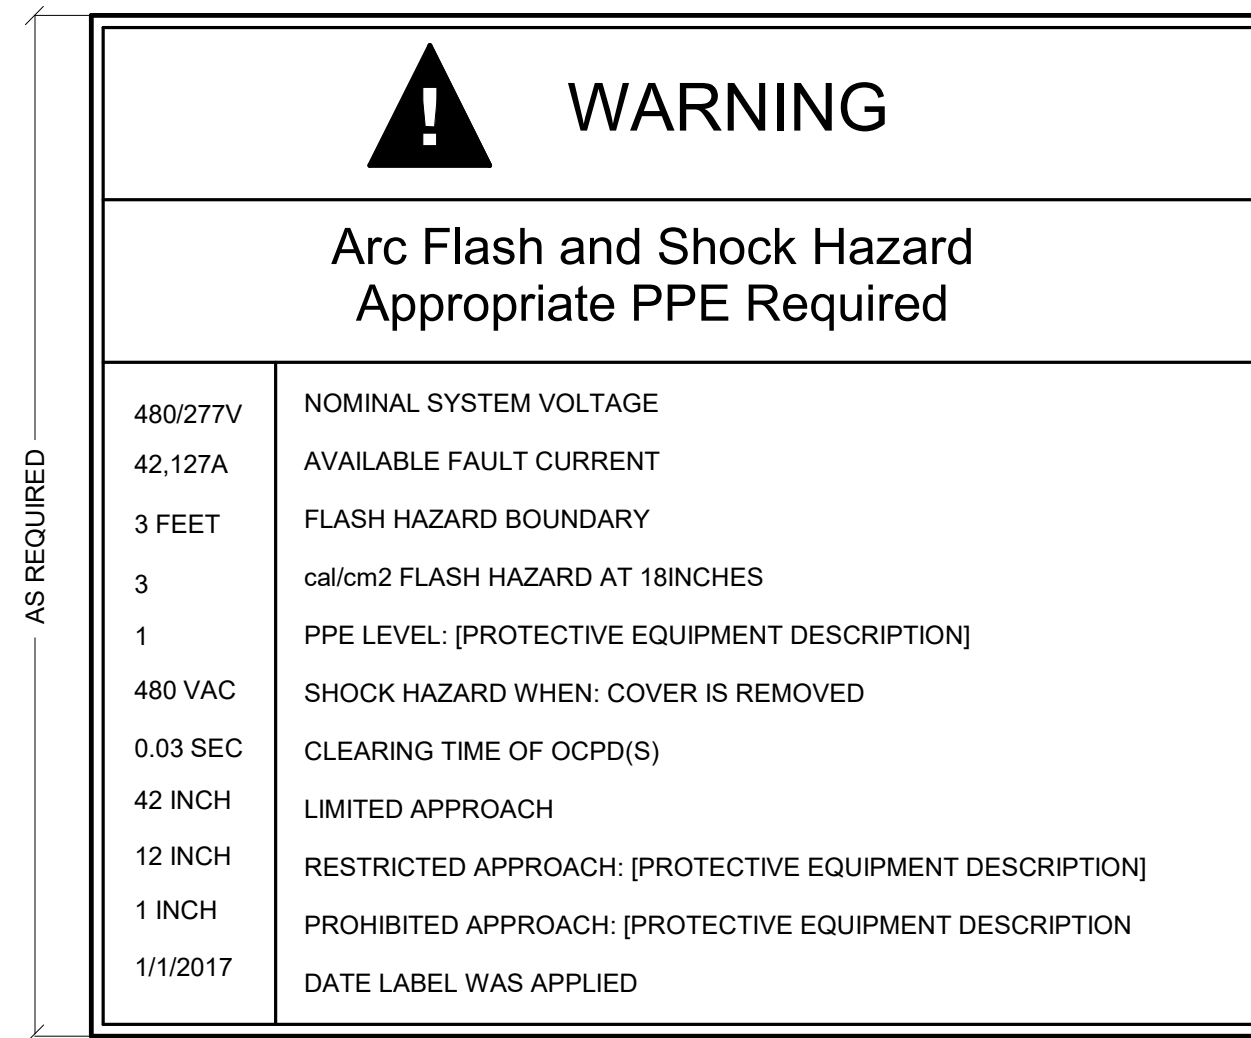 !
WARNING
Arc Flash and Shock Hazard
Appropriate PPE Required
480/277V NOMINAL SYSTEM VOLTAGE
42,127A AVAILABLE FAULT CURRENT
3 FEET FLASH HAZARD BOUNDARY
3 cal/cm2 FLASH HAZARD AT 18INCHES
1 PPE LEVEL: [PROTECTIVE EQUIPMENT DESCRIPTION]
480 VAC SHOCK HAZARD WHEN: COVER IS REMOVED
0.03 SEC CLEARING TIME OF OCPD(S)
42 INCH LIMITED APPROACH
12 INCH RESTRICTED APPROACH: [PROTECTIVE EQUIPMENT DESCRIPTION]
1 INCH PROHIBITED APPROACH: [PROTECTIVE EQUIPMENT DESCRIPTION
1/1/2017 DATE LABEL WAS APPLIED
AS REQUIRED